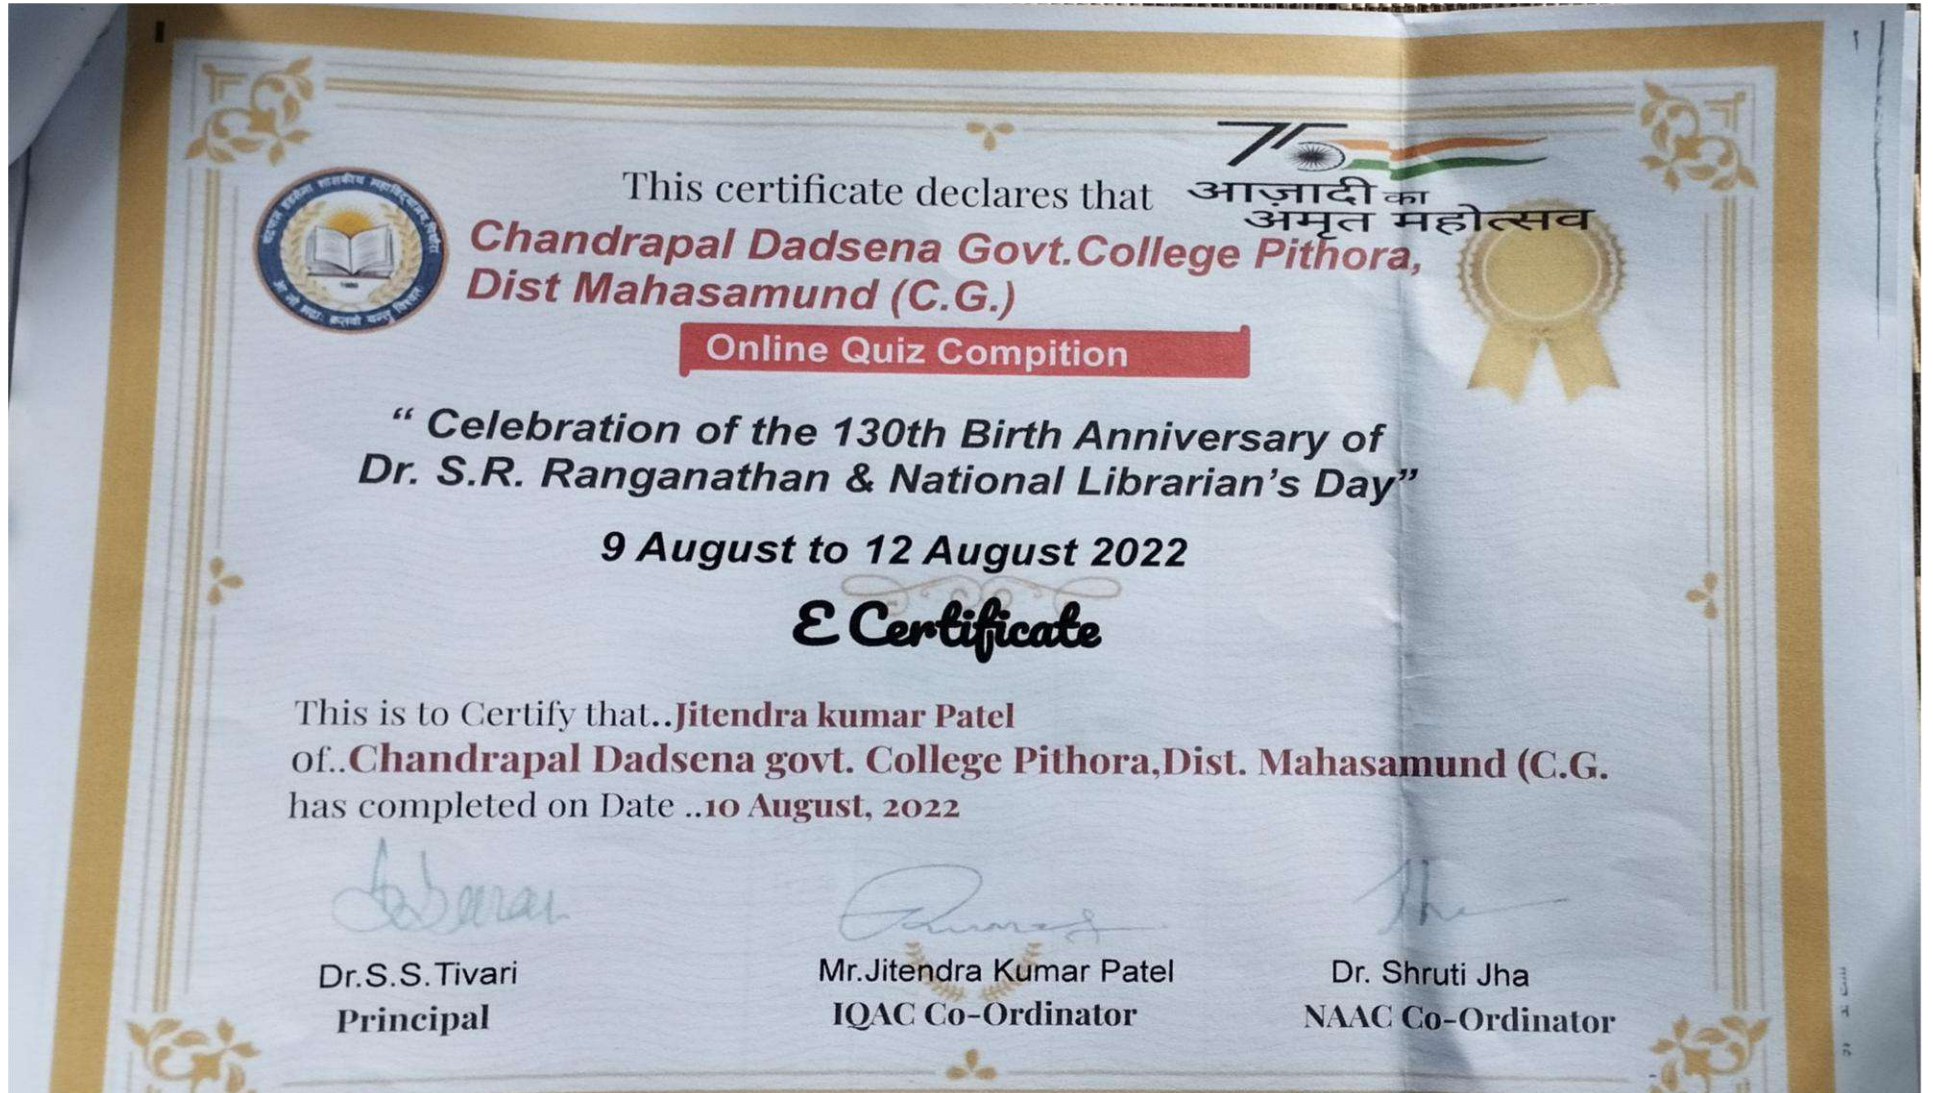 This certificate declares that
75
आज़ादी का
अमृत महोत्सव
Chandrapal Dadsena Govt.College Pithora,
Dist Mahasamund (C.G.)
Online Quiz Compition
“ Celebration of the 130th Birth Anniversary of
Dr. S.R. Ranganathan & National Librarian’s Day”
9 August to 12 August 2022
E Certificate
This is to Certify that..Jitendra kumar Patel
of..Chandrapal Dadsena govt. College Pithora,Dist. Mahasamund (C.G.
has completed on Date ..10 August, 2022
Dr.S.S.Tivari
Principal
Mr.Jitendra Kumar Patel
IQAC Co-Ordinator
Dr. Shruti Jha
NAAC Co-Ordinator